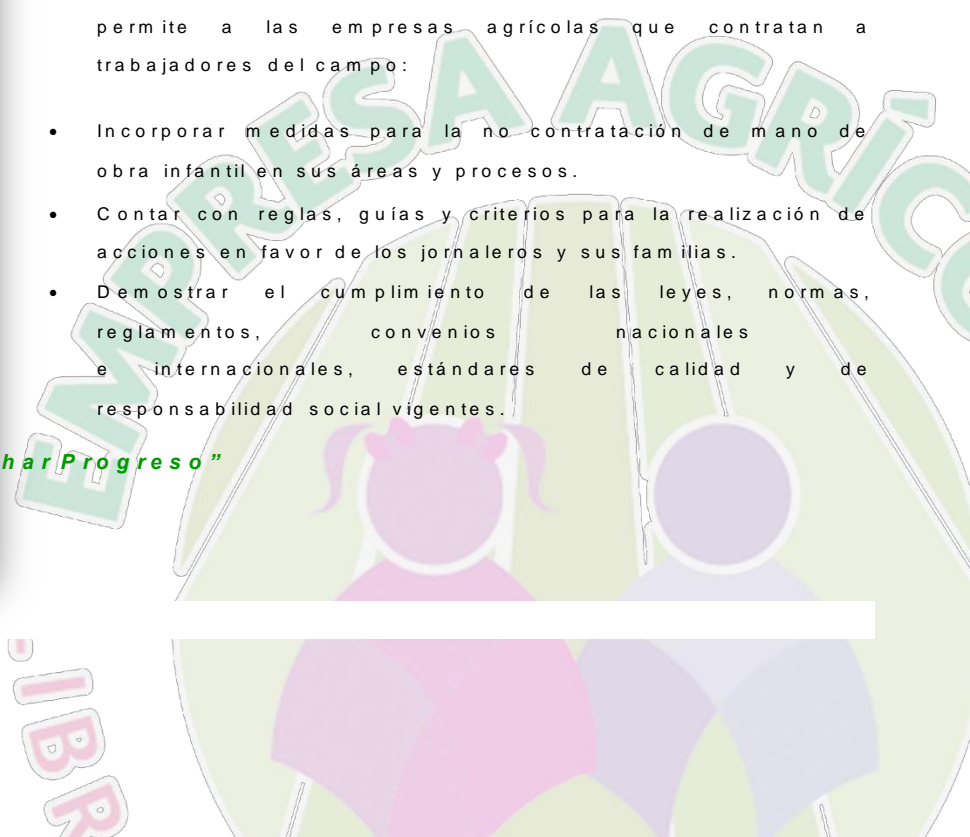 permite a las empresas agrícolas que contratan a
trabajadores del campo:
• Incorporar medidas para la no contratación de mano de
obra infantil en sus áreas y procesos.
• Contar con reglas, guías y criterios para la realización de
acciones en favor de los jornaleros y sus familias.
• Demostrar el cumplimiento de las leyes, normas,
reglamentos, convenios nacionales
e internacionales, estándares de calidad y de
responsabilidad social vigentes.
har Progreso”
EMPRESA AGRÍCO
LIBR